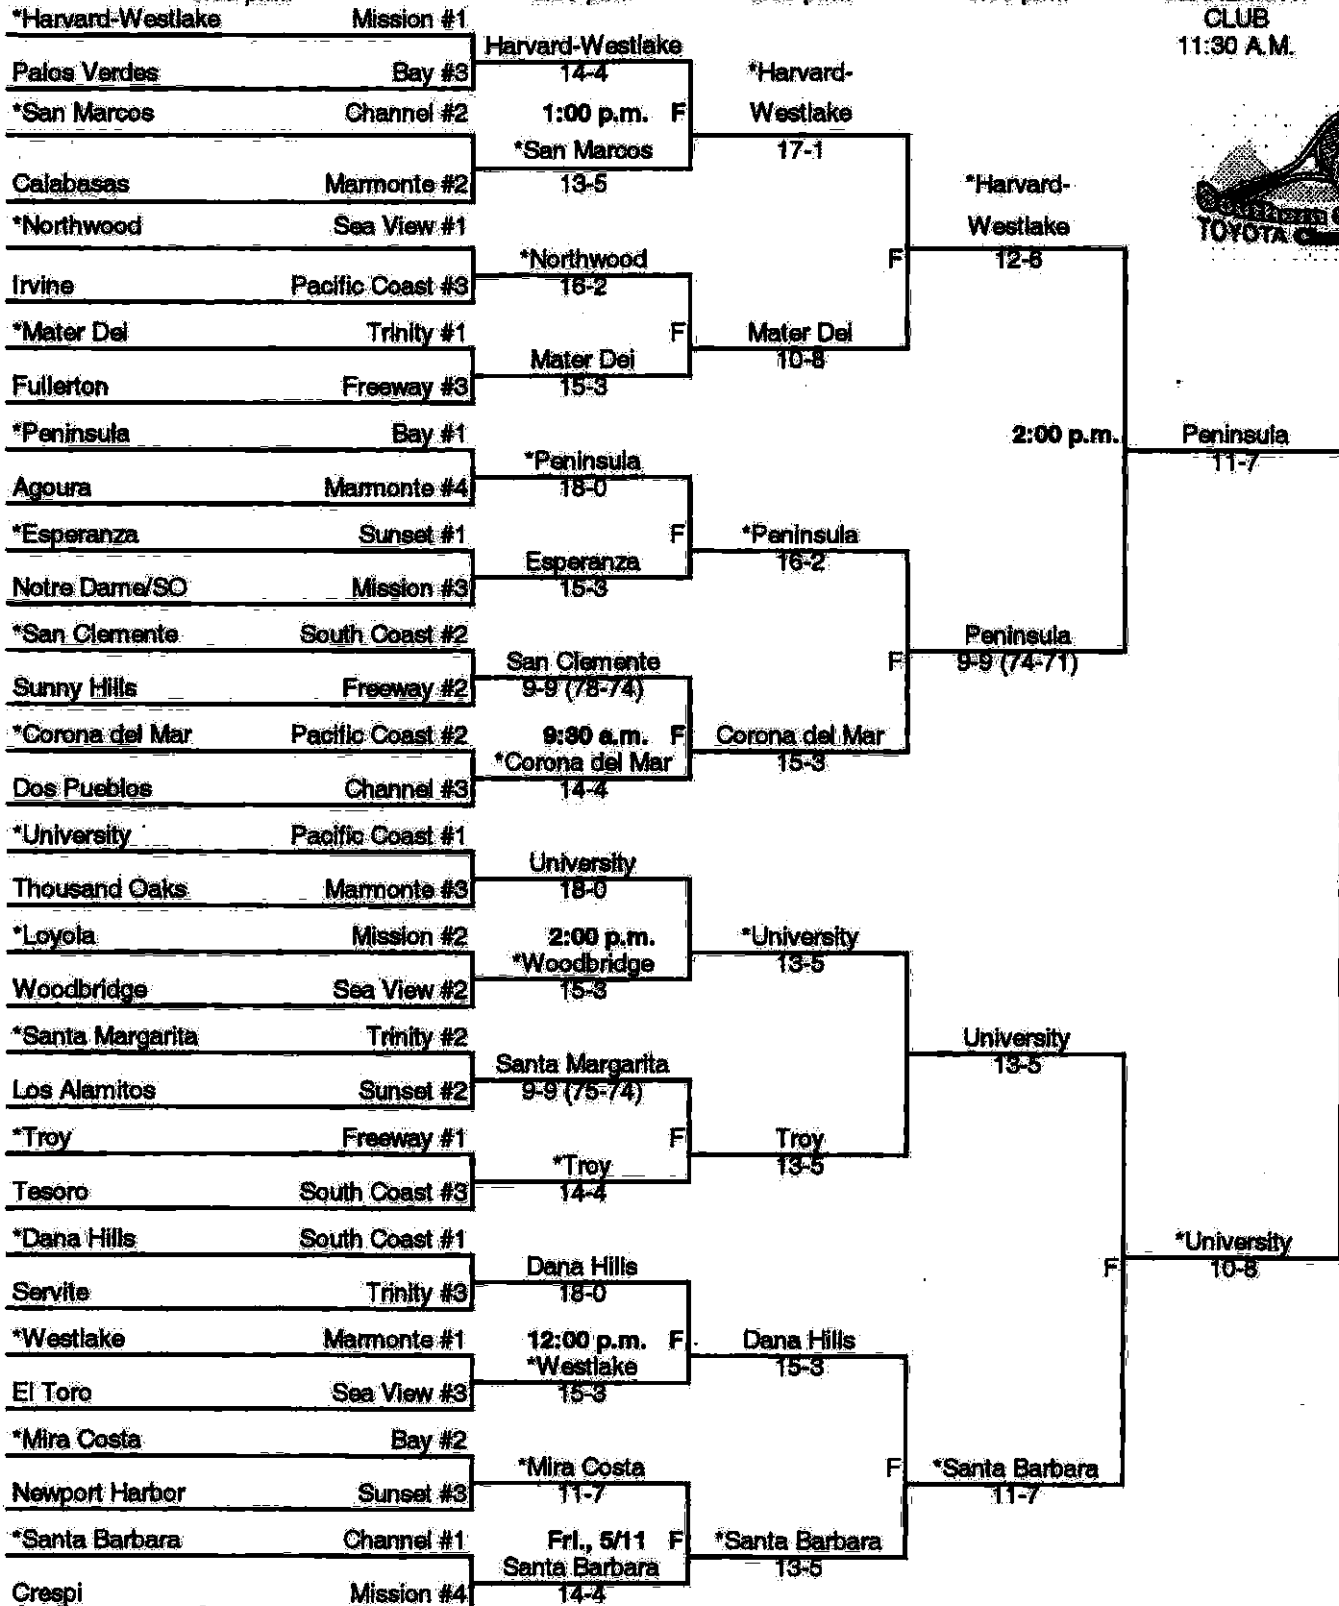 *Harvard-Westlake Mission #1
CLUB
11:30 A.M.
Harvard-Westlake
Palos Verdes Bay #3
14-4
*Harvard-
Westlake
*San Marcos Channel #2
1:00 p.m. F
*San Marcos
17-1
Calabasas Marmonte #2
13-5
*Harvard-
Westlake
TOYOTA
*Northwood Sea View #1
*Northwood
F
12-6
Irvine Pacific Coast #3
16-2
*Mater Dei Trinity #1
F
Mater Dei
Mater Dei
10-8
Fullerton Freeway #3
15-3
*Peninsula Bay #1
2:00 p.m.
Peninsula
*Peninsula
11-7
Agoura Marmonte #4
18-0
*Esperanza Sunset #1
F
*Peninsula
Esperanza
16-2
Notre Dame/SO Mission #3
15-3
*San Clemente South Coast #2
Peninsula
San Clemente
F
9-9 (74-71)
Sunny Hills Freeway #2
9-9 (78-74)
*Corona del Mar Pacific Coast #2
9:30 a.m. F
Corona del Mar
*Corona del Mar
15-3
Dos Pueblos Channel #3
14-4
*University Pacific Coast #1
University
Thousand Oaks Marmonte #3
18-0
*Loyola Mission #2
2:00 p.m.
*University
*Woodbridge
13-5
Woodbridge Sea View #2
15-3
*Santa Margarita Trinity #2
University
Santa Margarita
13-5
Los Alamitos Sunset #2
9-9 (75-74)
*Troy Freeway #1
F
Troy
*Troy
13-5
Tesoro South Coast #3
14-4
*Dana Hills South Coast #1
*University
Dana Hills
F
10-8
Servite Trinity #3
18-0
*Westlake Marmonte #1
12:00 p.m. F
Dana Hills
*Westlake
15-3
El Toro Sea View #3
15-3
*Mira Costa Bay #2
*Mira Costa
F
*Santa Barbara
Newport Harbor Sunset #3
11-7
11-7
*Santa Barbara Channel #1
Fri., 5/11 F
*Santa Barbara
Santa Barbara
13-5
Crespi Mission #4
14-4